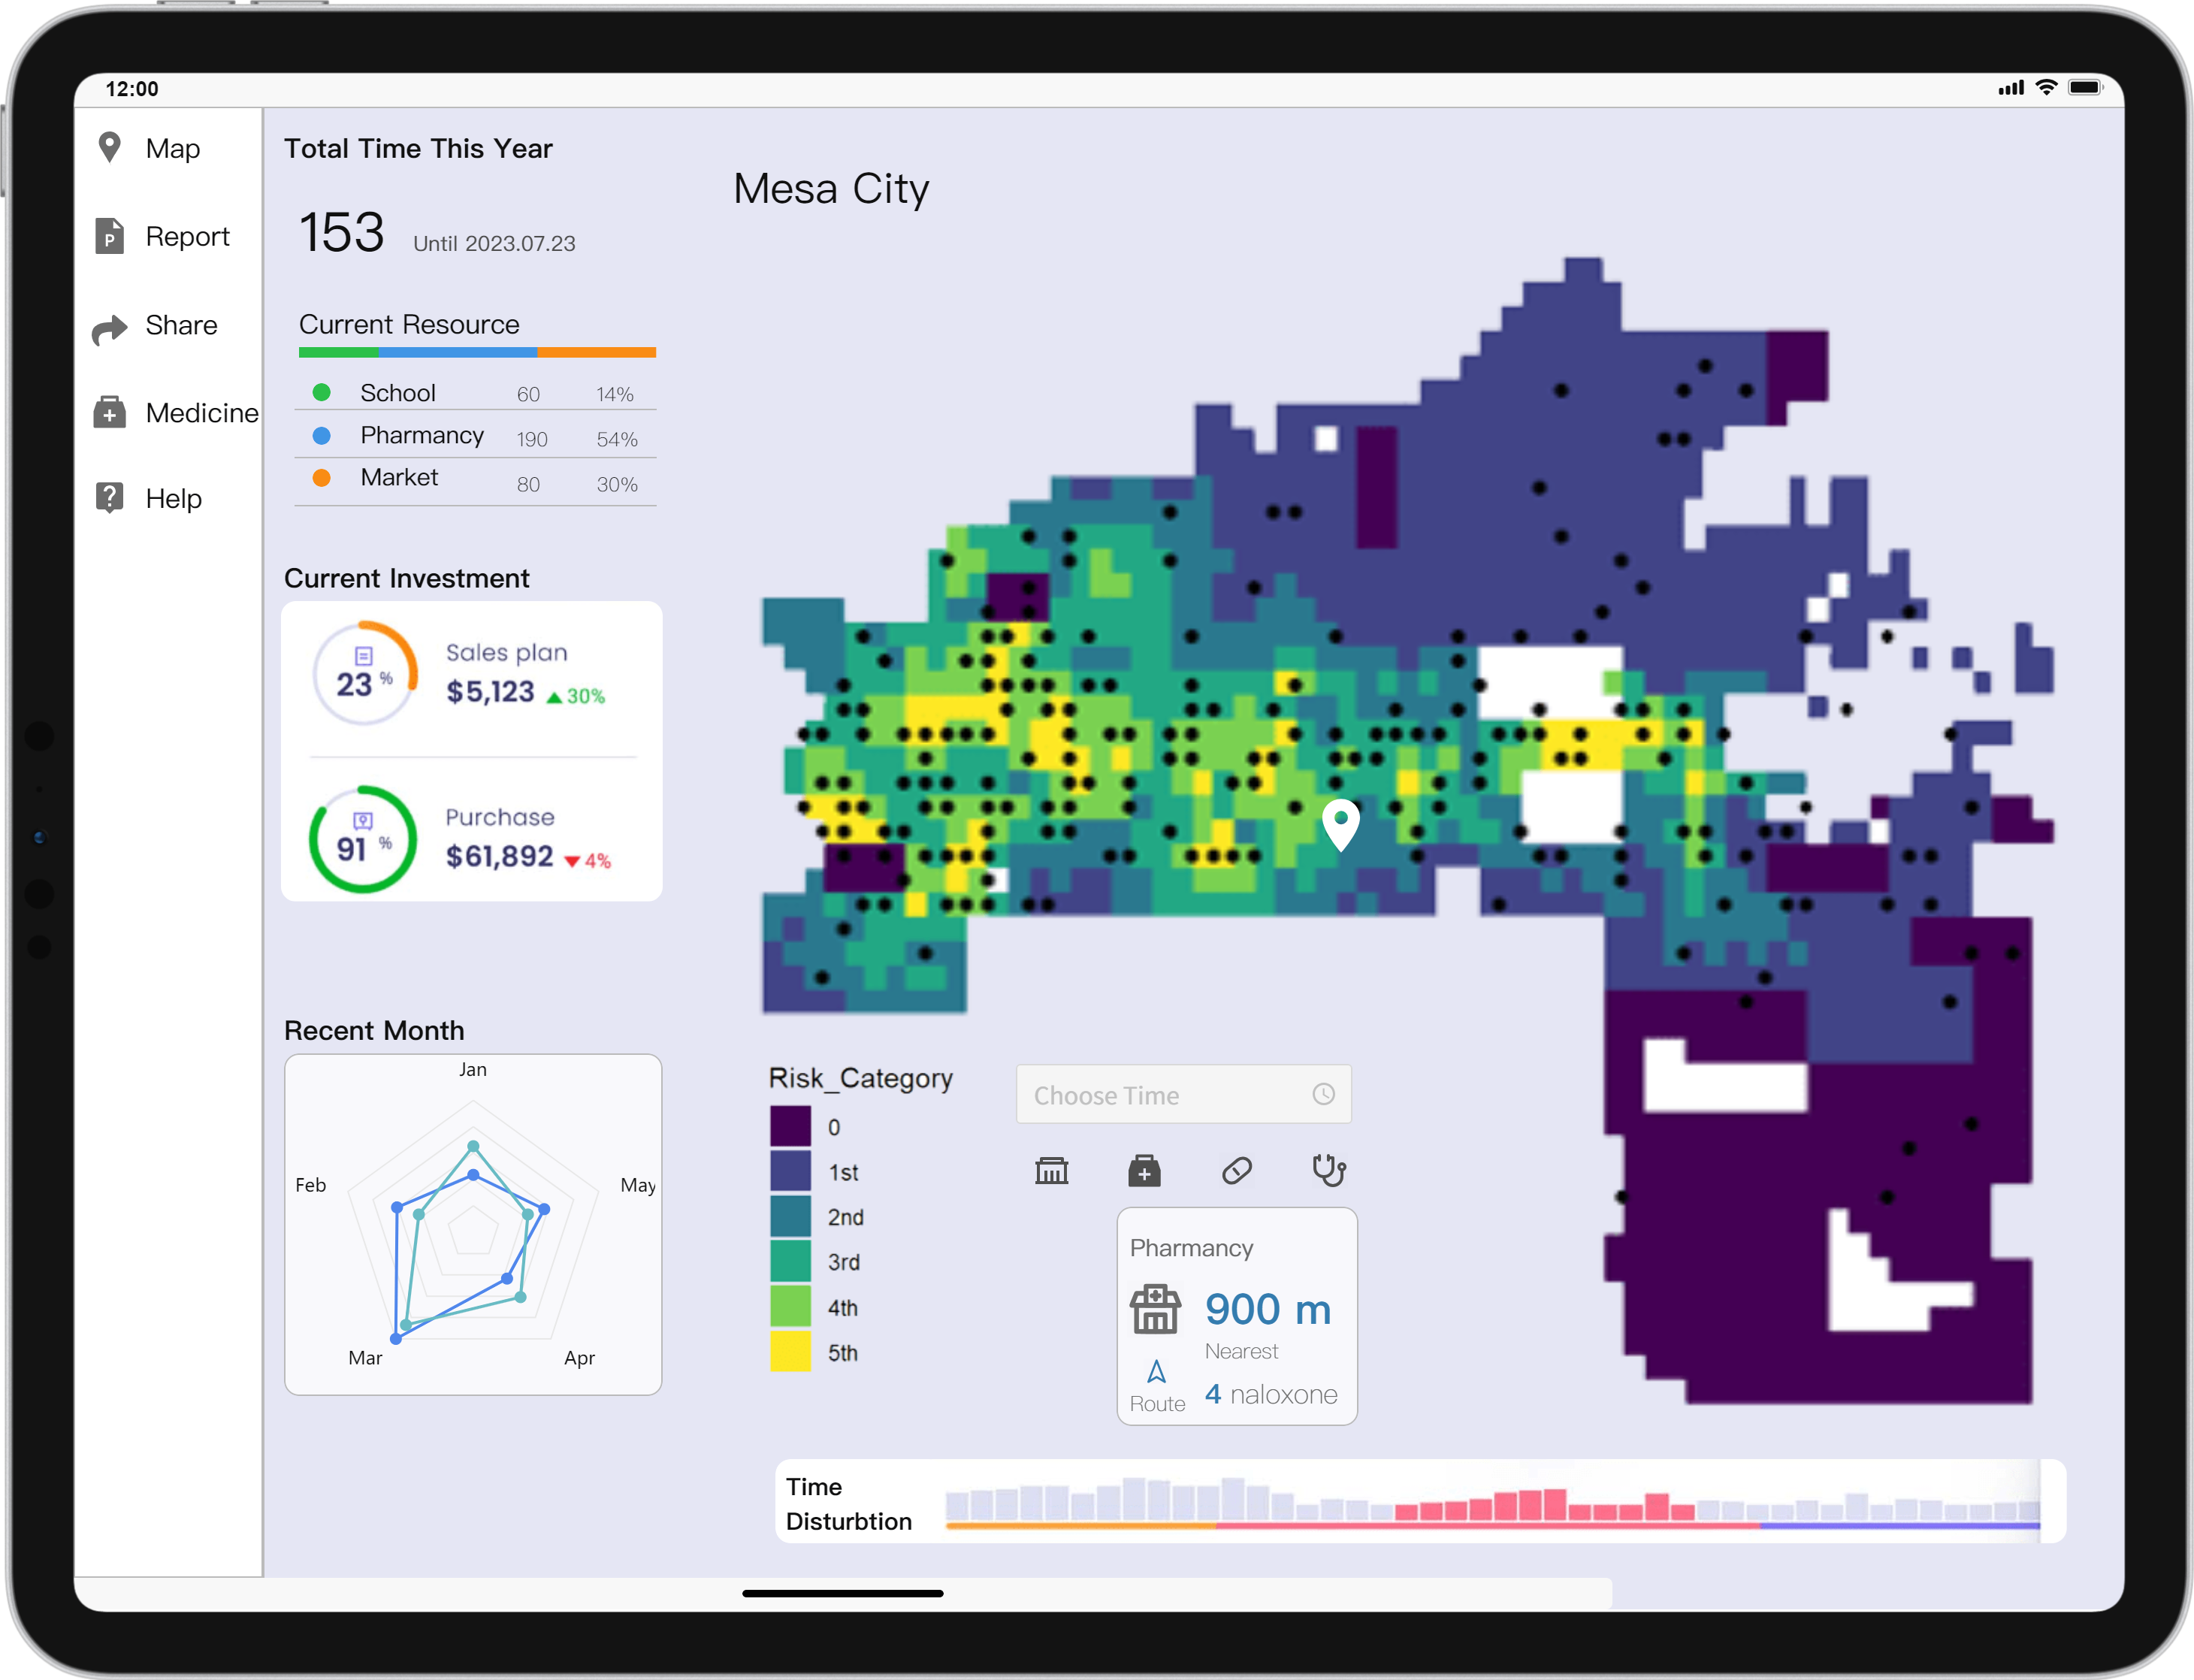 12:00
Map
Report
Share
Medicine
Help
Total Time This Year
153 Until 2023.07.23
Current Resource
School 60 14%
Pharmancy 190 54%
Market 80 30%
Current Investment
23 %
Sales plan
$5,123 30%
91 %
Purchase
$61,892 4%
Recent Month
Jan
Feb
May
Mar
Apr
Mesa City
Risk_Category
0
1st
2nd
3rd
4th
5th
Choose Time
Pharmancy
900 m
Nearest
Route
4 naloxone
Time
Disturbtion